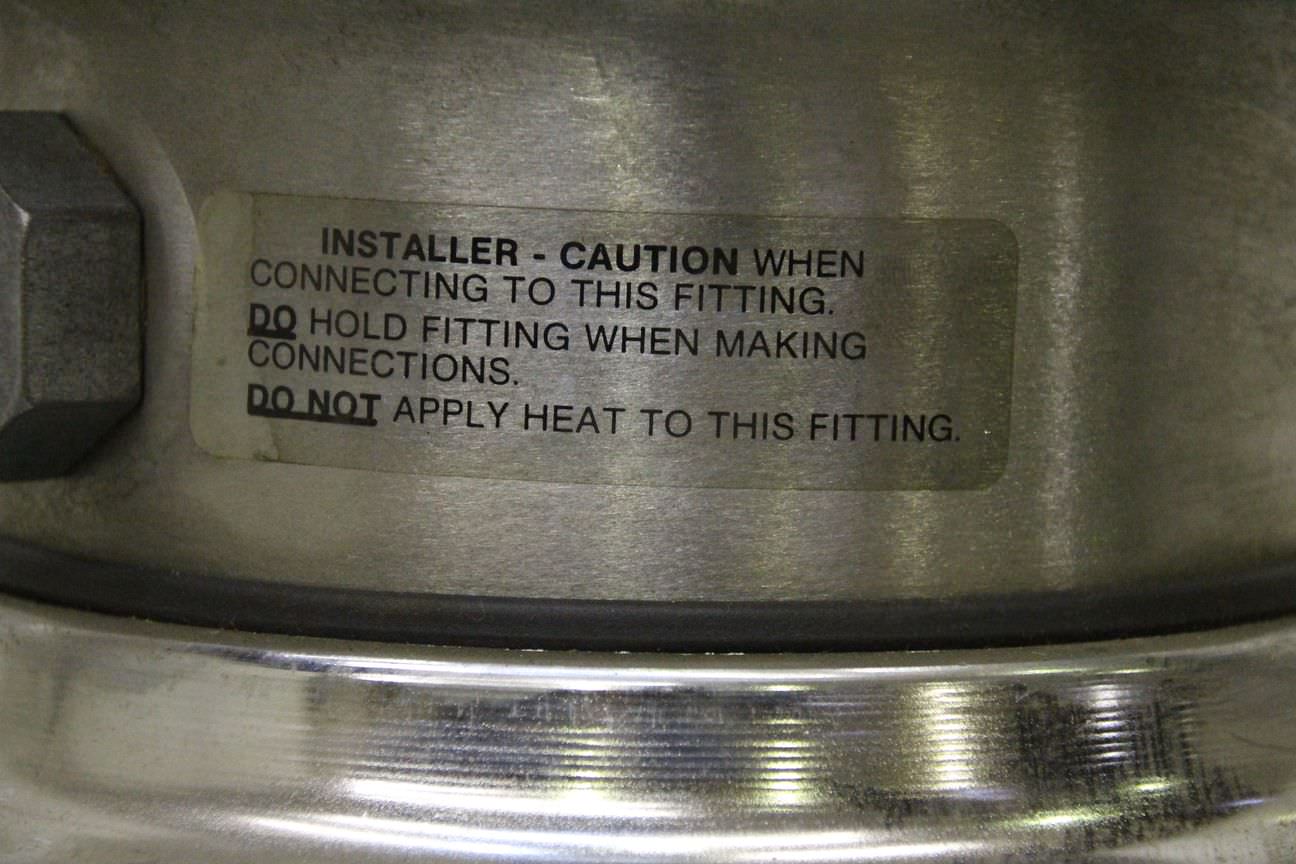 INSTALLER - CAUTION WHEN
CONNECTING TO THIS FITTING.
DO HOLD FITTING WHEN MAKING
CONNECTIONS.
DO NOT APPLY HEAT TO THIS FITTING.